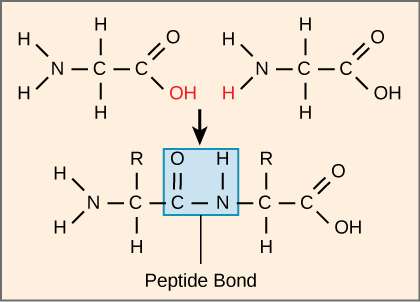 H H O H H O
N C C N C C
H H OH H H OH
H R O H R O
N C C N C C
H H H OH
Peptide Bond